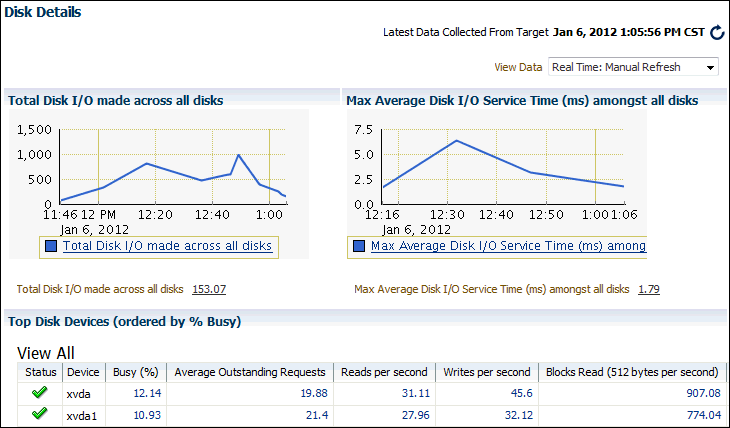 Disk Details
Latest Data Collected From Target Jan 6, 2012 1:05:56 PM CST
View Data Real Time: Manual Refresh
Total Disk I/O made across all disks
1,500
1,000
500
0
11:46 12 PM 12:20 12:40 1:00
Jan 6, 2012
Total Disk I/O made across all disks
Total Disk I/O made across all disks 153.07
Max Average Disk I/O Service Time (ms) amongst all disks
7.5
5.0
2.5
0.0
12:16 12:30 12:40 12:50 1:00 1:06
Jan 6, 2012
Max Average Disk I/O Service Time (ms) among
Max Average Disk I/O Service Time (ms) amongst all disks 1.79
Top Disk Devices (ordered by % Busy)
View All
Status Device Busy (%) Average Outstanding Requests Reads per second Writes per second Blocks Read (512 bytes per second)
xvda 12.14 19.88 31.11 45.6 907.08
xvda1 10.93 21.4 27.96 32.12 774.04